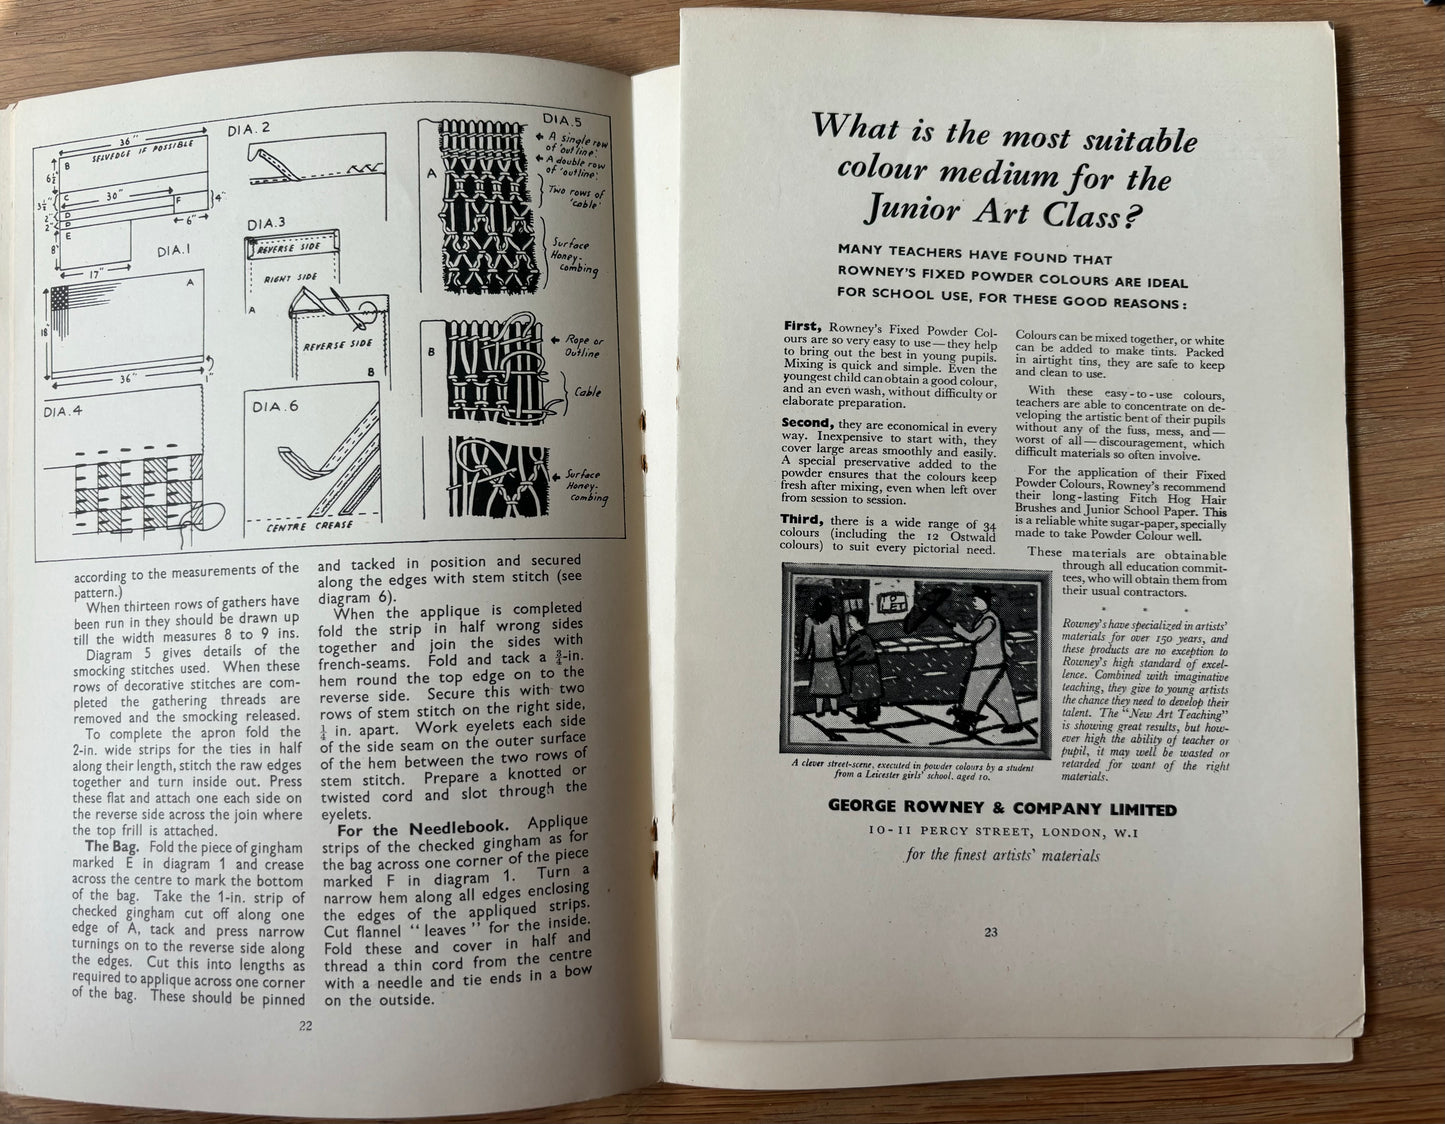 DIA. 2
36"
B
SELVEDGE IF POSSIBLE
6½"
30"
C
F
4"
3½"
D
2"
D
2"
6"
E
8"
17"
DIA. 1
A
18"
36"
1"
DIA. 3
REVERSE SIDE
RIGHT SIDE
A
REVERSE SIDE
B
DIA. 4
DIA. 6
CENTRE CREASE
DIA. 5
A
A single row
of 'outline'.
A double row
of 'outline'.
Two rows of
'cable'
Surface
Honey-
combing
B
Rope or
Outline
Cable
Surface
Honey-
combing
according to the measurements of the
pattern.)
When thirteen rows of gathers have
been run in they should be drawn up
till the width measures 8 to 9 ins.
Diagram 5 gives details of the
smocking stitches used. When these
rows of decorative stitches are com-
pleted the gathering threads are
removed and the smocking released.
To complete the apron fold the
2-in. wide strips for the ties in half
along their length, stitch the raw edges
together and turn inside out. Press
these flat and attach one each side on
the reverse side across the join where
the top frill is attached.
The Bag. Fold the piece of gingham
marked E in diagram 1 and crease
across the centre to mark the bottom
of the bag. Take the 1-in. strip of
checked gingham cut off along one
edge of A, tack and press narrow
turnings on to the reverse side along
the edges. Cut this into lengths as
required to applique across one corner
of the bag. These should be pinned
and tacked in position and secured
along the edges with stem stitch (see
diagram 6).
When the applique is completed
fold the strip in half wrong sides
together and join the sides with
french-seams. Fold and tack a ¾-in.
hem round the top edge on to the
reverse side. Secure this with two
rows of stem stitch on the right side,
¼ in. apart. Work eyelets each side
of the side seam on the outer surface
of the hem between the two rows of
stem stitch. Prepare a knotted or
twisted cord and slot through the
eyelets.
For the Needlebook. Applique
strips of the checked gingham as for
the bag across one corner of the piece
marked F in diagram 1. Turn a
narrow hem along all edges enclosing
the edges of the appliqued strips.
Cut flannel "leaves" for the inside.
Fold these and cover in half and
thread a thin cord from the centre
with a needle and tie ends in a bow
on the outside.
22
What is the most suitable
colour medium for the
Junior Art Class?
MANY TEACHERS HAVE FOUND THAT
ROWNEY'S FIXED POWDER COLOURS ARE IDEAL
FOR SCHOOL USE, FOR THESE GOOD REASONS:
First, Rowney's Fixed Powder Col-
ours are so very easy to use — they help
to bring out the best in young pupils.
Mixing is quick and simple. Even the
youngest child can obtain a good colour,
and an even wash, without difficulty or
elaborate preparation.
Second, they are economical in every
way. Inexpensive to start with, they
cover large areas smoothly and easily.
A special preservative added to the
powder ensures that the colours keep
fresh after mixing, even when left over
from session to session.
Third, there is a wide range of 34
colours (including the 12 Ostwald
colours) to suit every pictorial need.
Colours can be mixed together, or white
can be added to make tints. Packed
in airtight tins, they are safe to keep
and clean to use.
With these easy-to-use colours,
teachers are able to concentrate on de-
veloping the artistic bent of their pupils
without any of the fuss, mess, and —
worst of all — discouragement, which
difficult materials so often involve.
For the application of their Fixed
Powder Colours, Rowney's recommend
their long-lasting Fitch Hog Hair
Brushes and Junior School Paper. This
is a reliable white sugar-paper, specially
made to take Powder Colour well.
These materials are obtainable
through all education commit-
tees, who will obtain them from
their usual contractors.
* * *
Rowney's have specialized in artists'
materials for over 150 years, and
these products are no exception to
Rowney's high standard of excel-
lence. Combined with imaginative
teaching, they give to young artists
the chance they need to develop their
talent. The "New Art Teaching"
is showing great results, but how-
ever high the ability of teacher or
pupil, it may well be wasted or
retarded for want of the right
materials.
TO
LET
A clever street-scene, executed in powder colours by a student
from a Leicester girls' school, aged 10.
GEORGE ROWNEY & COMPANY LIMITED
10-11 PERCY STREET, LONDON, W.1
for the finest artists' materials
23